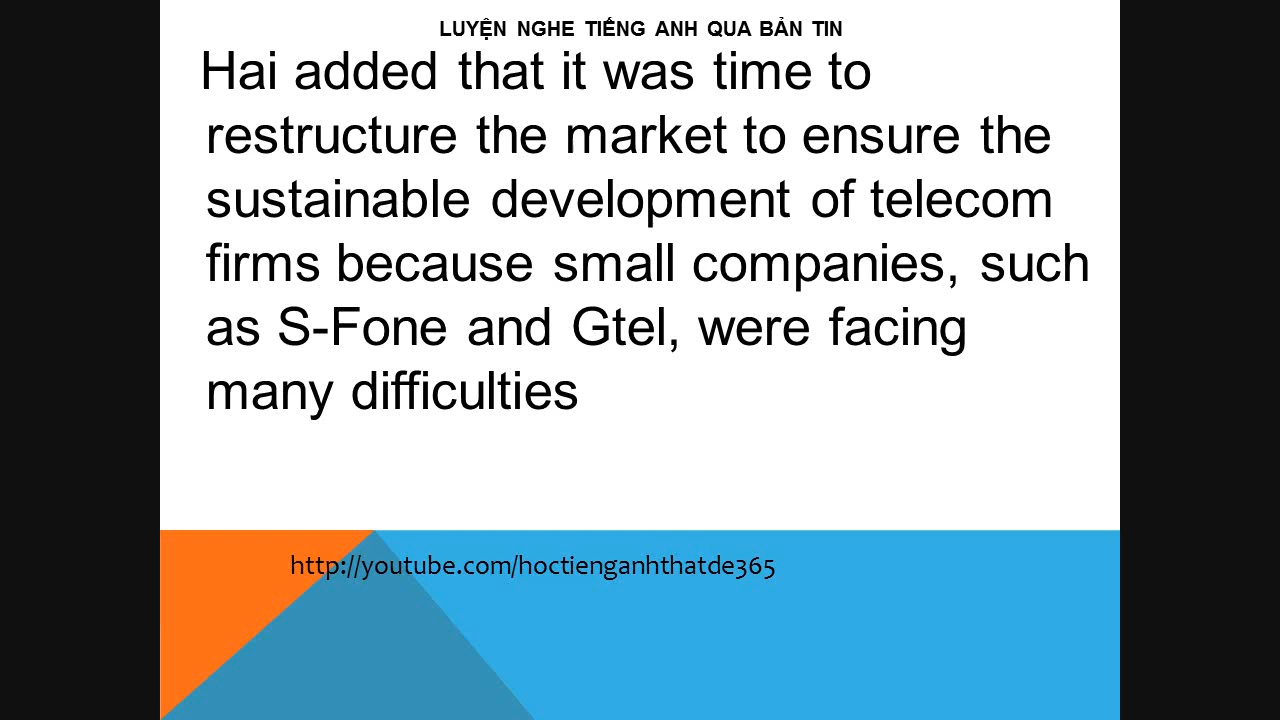 LUYỆN NGHE TIẾNG ANH QUA BẢN TIN
Hai added that it was time to
restructure the market to ensure the
sustainable development of telecom
firms because small companies, such
as S-Fone and Gtel, were facing
many difficulties
http://youtube.com/hoctienganhthatde365